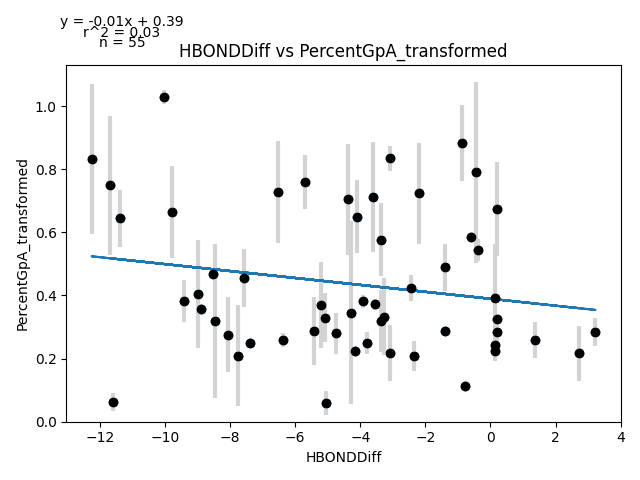 y = -0.01x + 0.39
r^2 = 0.03
n = 55
HBONDDiff vs PercentGpA_transformed
PercentGpA_transformed
1.0
0.8
0.6
0.4
0.2
0.0
−12 −10 −8 −6 −4 −2 0 2 4
HBONDDiff